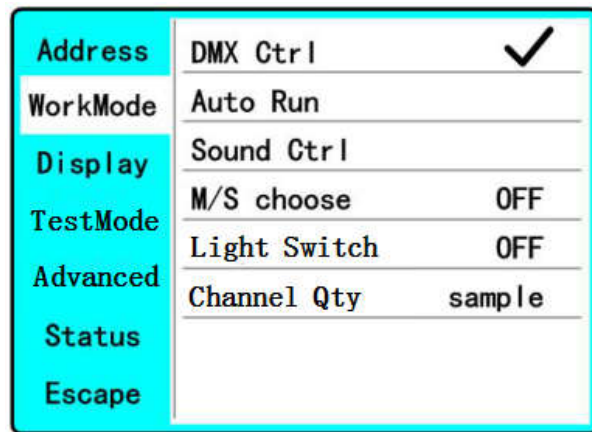 Address
WorkMode
Display
TestMode
Advanced
Status
Escape
DMX Ctrl
Auto Run
Sound Ctrl
M/S choose OFF
Light Switch OFF
Channel Qty sample